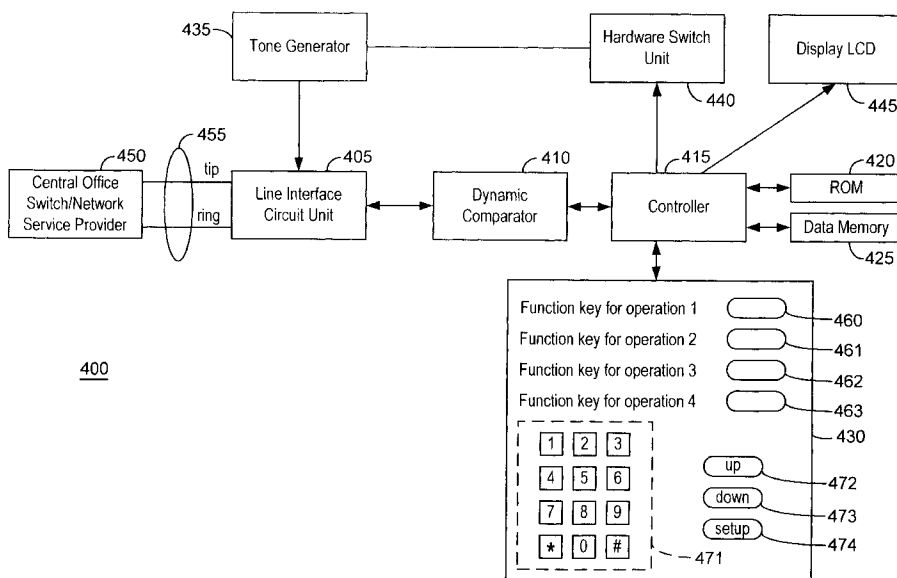 435
Tone Generator
Hardware Switch
Unit
440
Display LCD
445
455
450
Central Office
Switch/Network
Service Provider
tip
ring
405
Line Interface
Circuit Unit
410
Dynamic
Comparator
415
Controller
420
ROM
Data Memory
425
400
Function key for operation 1
460
Function key for operation 2
461
Function key for operation 3
462
Function key for operation 4
463
430
1 2 3
4 5 6
7 8 9
* 0 #
471
up
472
down
473
setup
474